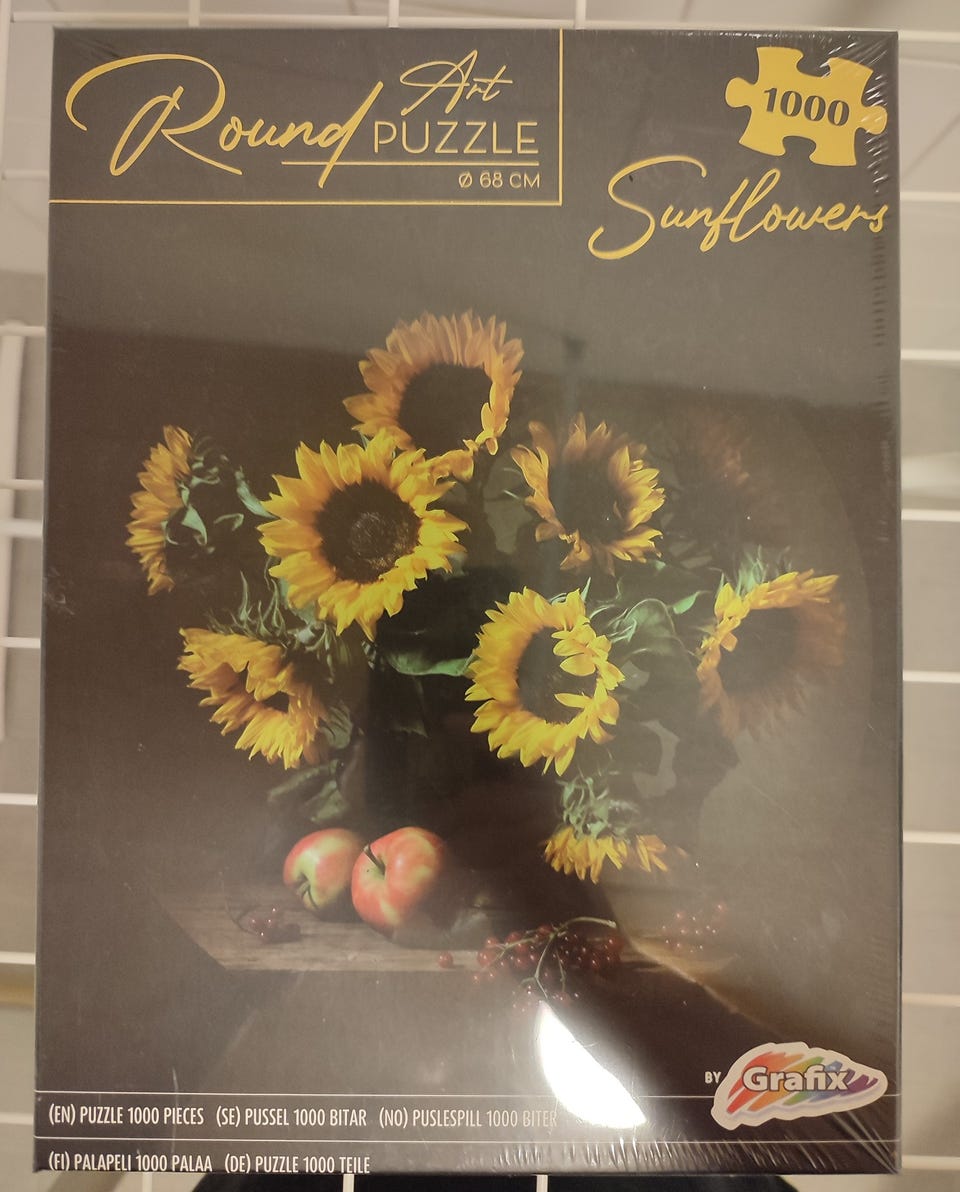 Round Art PUZZLE
Ø 68 CM
1000
Sunflowers
BY Grafix
(EN) PUZZLE 1000 PIECES (SE) PUSSEL 1000 BITAR (NO) PUSLESPILL 1000 BITER
(FI) PALAPELI 1000 PALAA (DE) PUZZLE 1000 TEILE